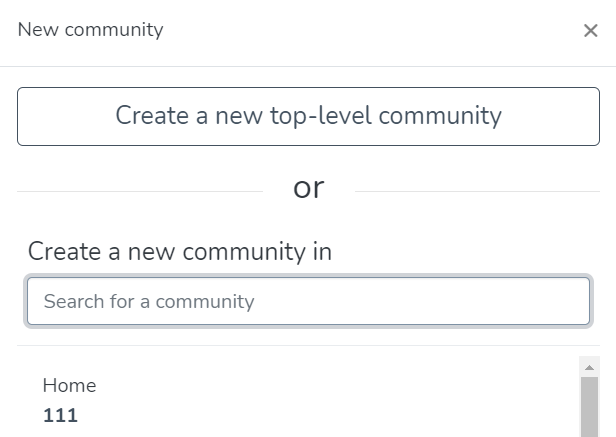 New community
Create a new top-level community
or
Create a new community in
Search for a community
Home
111